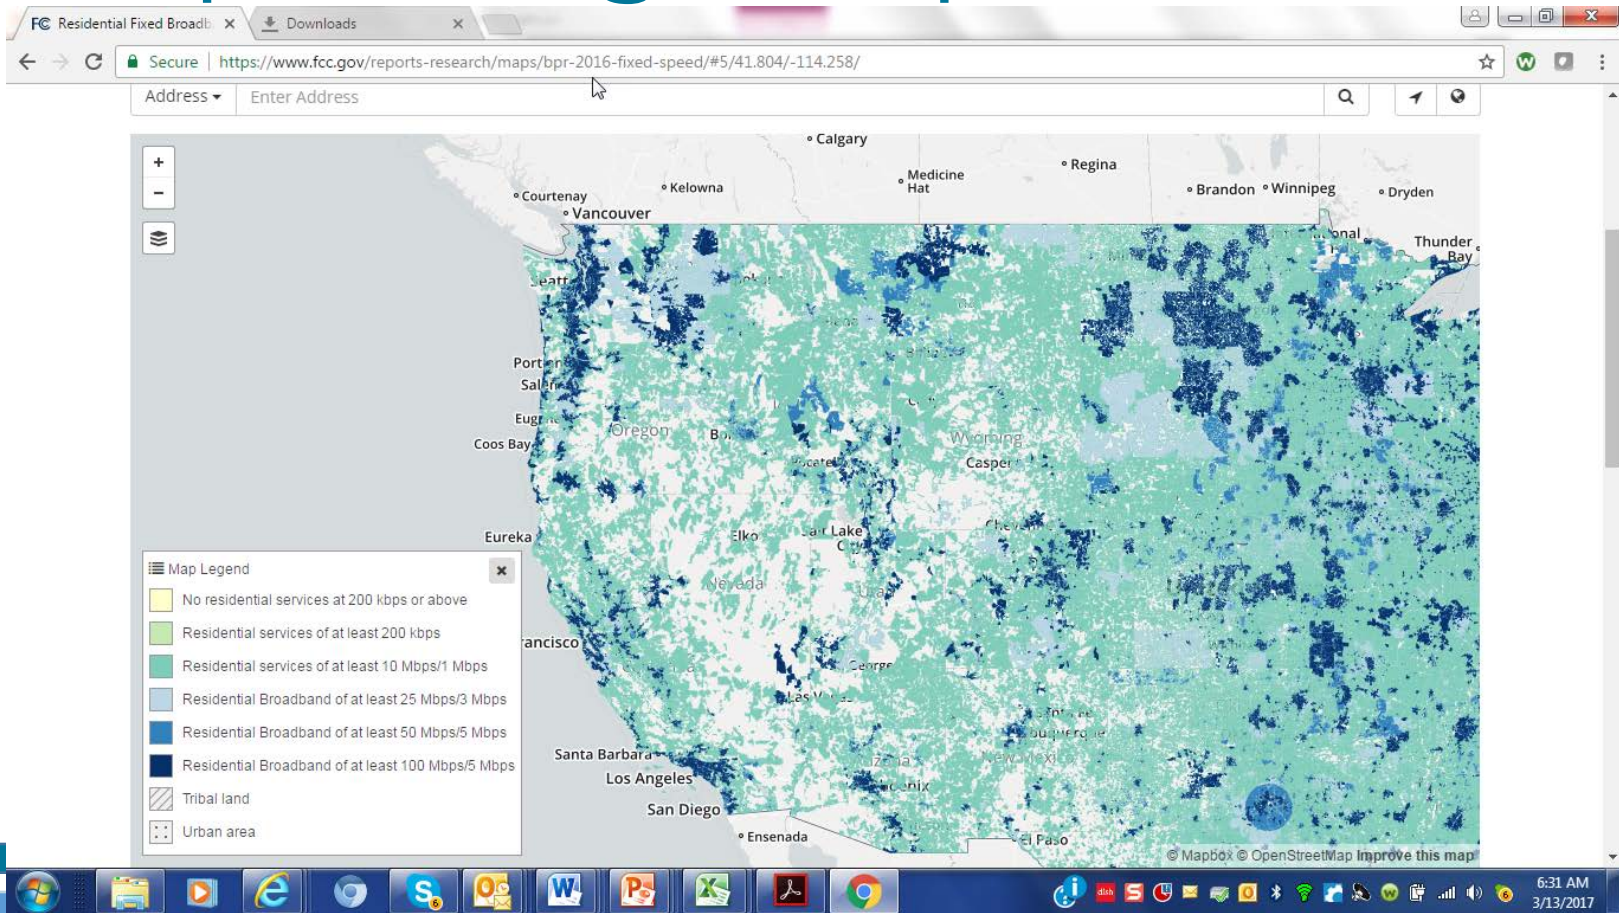 FC Residential Fixed Broadb
Downloads
Secure
https://www.fcc.gov/reports-research/maps/bpr-2016-fixed-speed/#5/41.804/-114.258/
Address
Enter Address
Calgary
Regina
Medicine
Hat
Kelowna
Courtenay
Brandon
Winnipeg
Dryden
Vancouver
Thunder
Bay
Coos Bay
Oregon
Wyoming
Casper
Eureka
Elko
Nevada
Utah
Santa Barbara
Los Angeles
San Diego
Ensenada
El Paso
Map Legend
No residential services at 200 kbps or above
Residential services of at least 200 kbps
Residential services of at least 10 Mbps/1 Mbps
Residential Broadband of at least 25 Mbps/3 Mbps
Residential Broadband of at least 50 Mbps/5 Mbps
Residential Broadband of at least 100 Mbps/5 Mbps
Tribal land
Urban area
© Mapbox © OpenStreetMap Improve this map
6:31 AM
3/13/2017